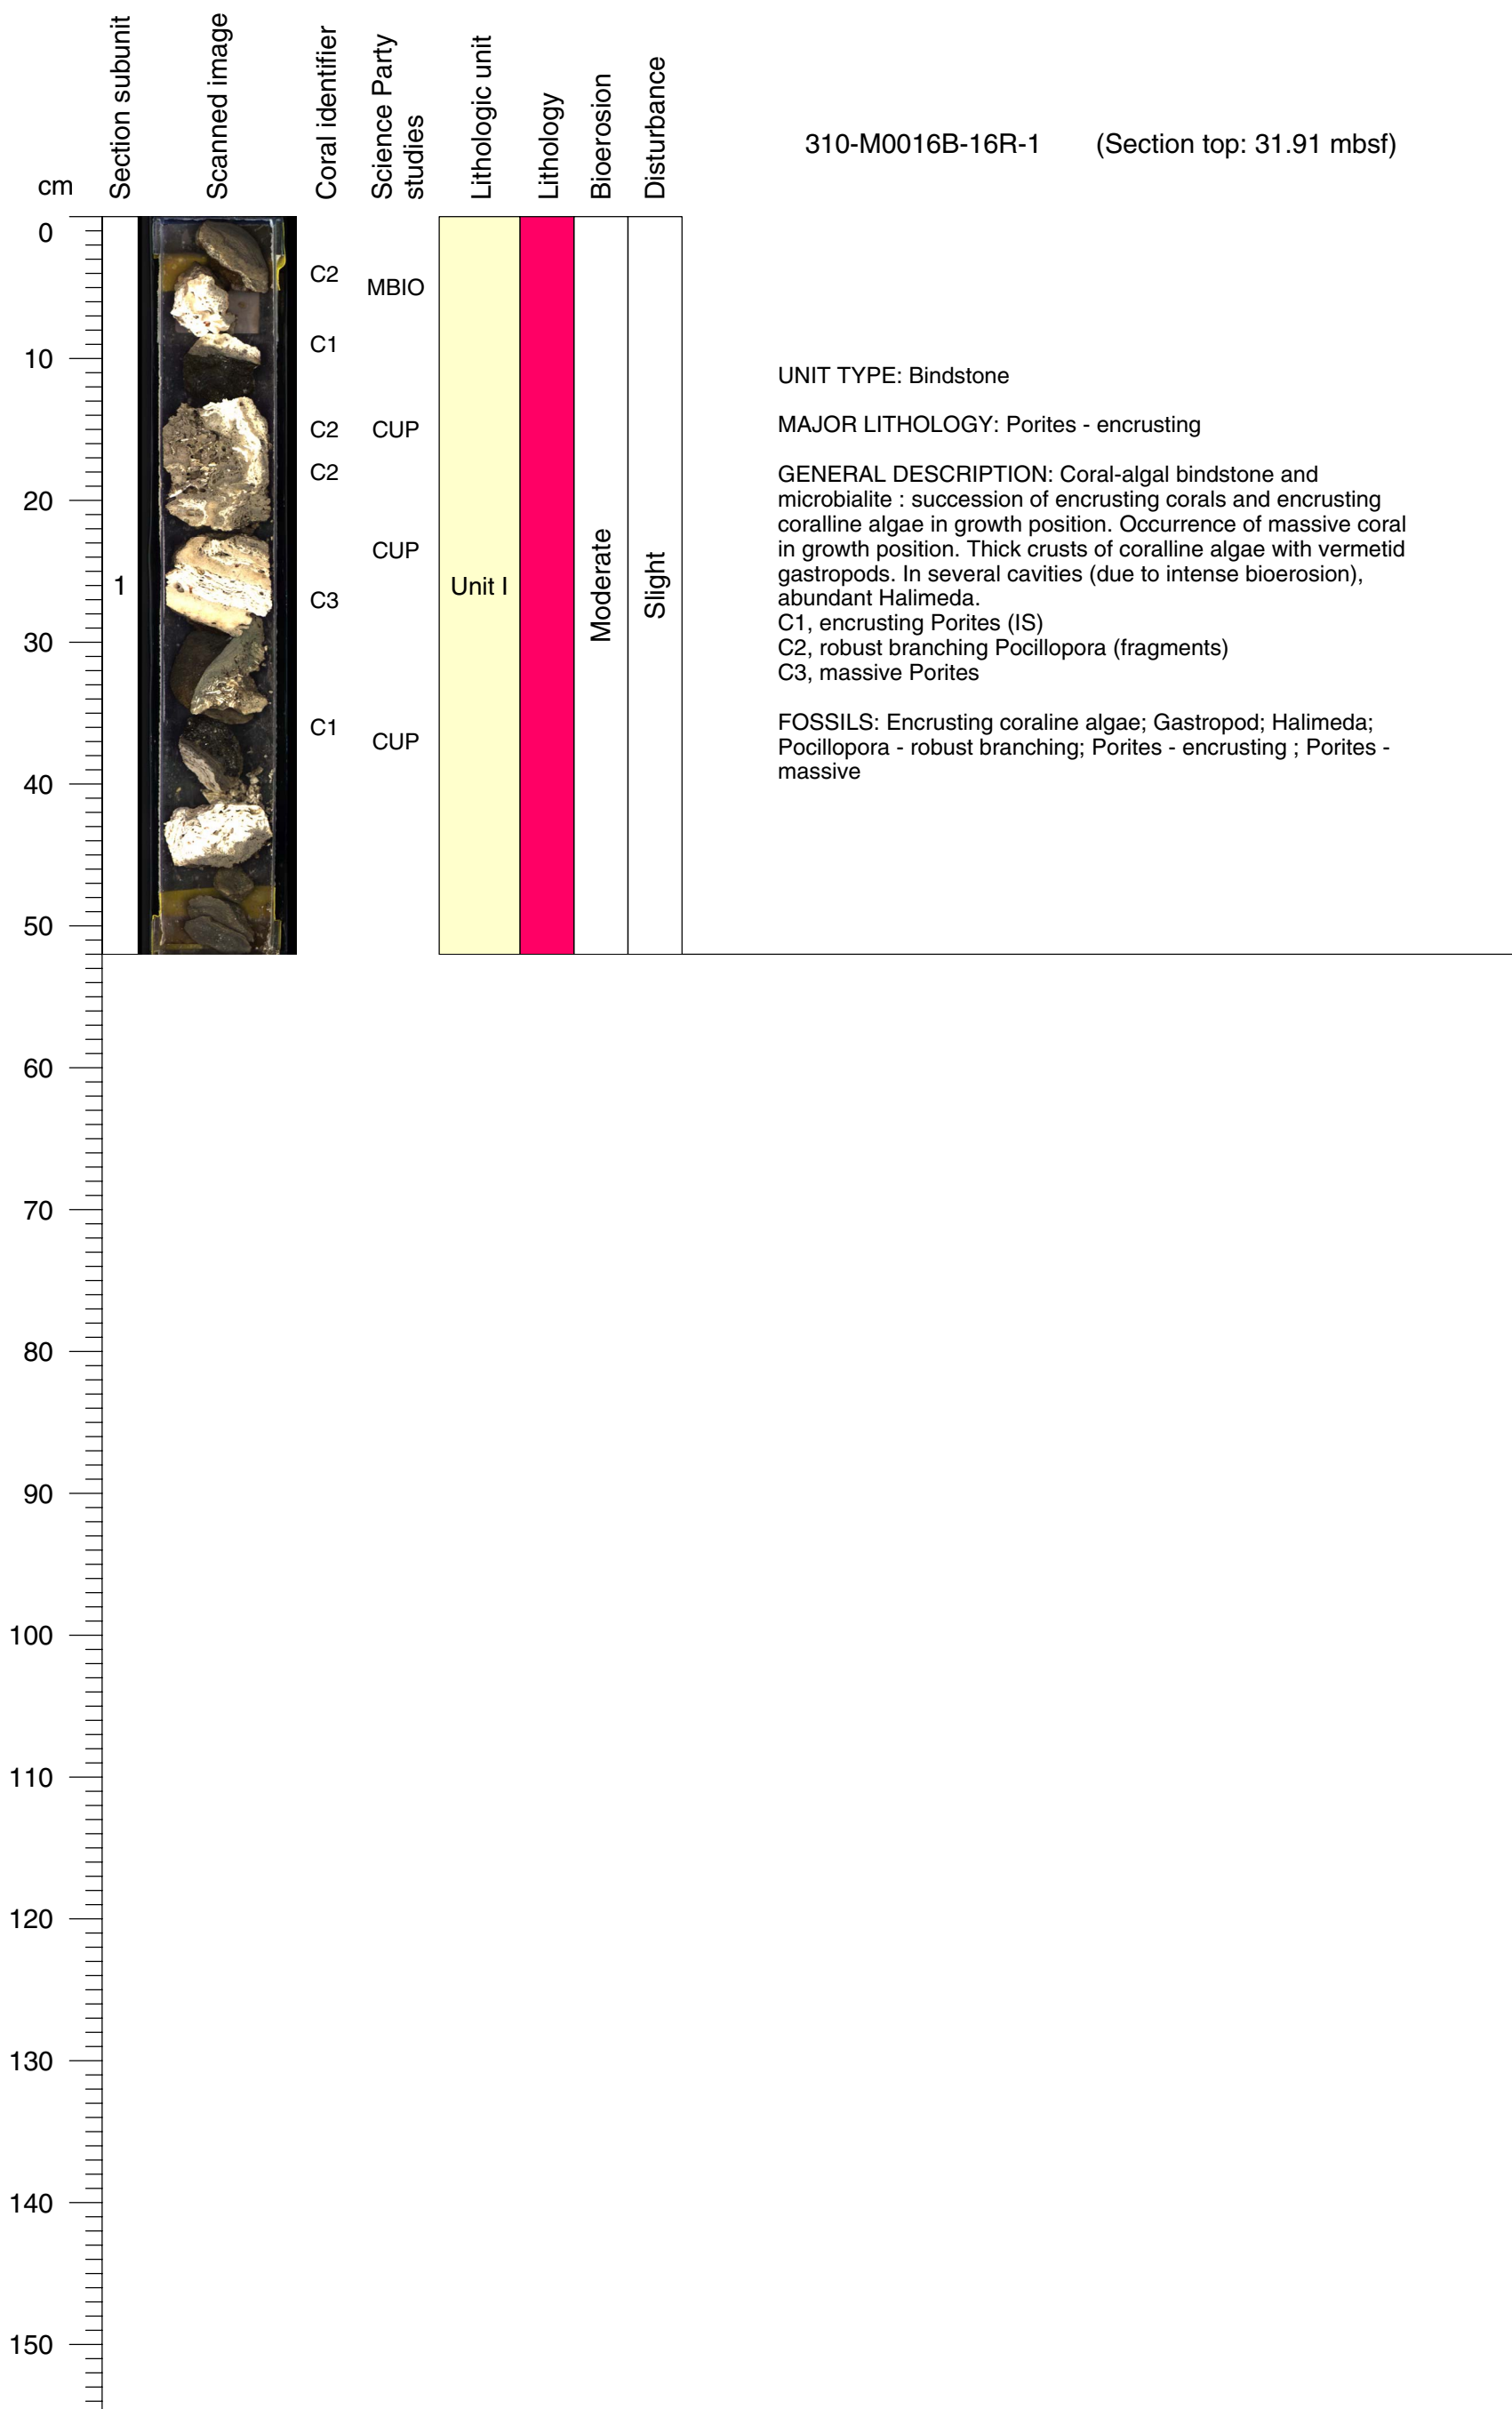 Section subunit
Scanned image
Coral identifier
Science Party
studies
Lithologic unit
Lithology
Bioerosion
Disturbance
310-M0016B-16R-1 (Section top: 31.91 mbsf)
cm
0
10
20
30
40
50
60
70
80
90
100
110
120
130
140
150
1
C2
C1
C2
C2
C3
C1
MBIO
CUP
CUP
CUP
Unit I
Moderate
Slight
UNIT TYPE: Bindstone
MAJOR LITHOLOGY: Porites - encrusting
GENERAL DESCRIPTION: Coral-algal bindstone and
microbialite : succession of encrusting corals and encrusting
coralline algae in growth position. Occurrence of massive coral
in growth position. Thick crusts of coralline algae with vermetid
gastropods. In several cavities (due to intense bioerosion),
abundant Halimeda.
C1, encrusting Porites (IS)
C2, robust branching Pocillopora (fragments)
C3, massive Porites
FOSSILS: Encrusting coraline algae; Gastropod; Halimeda;
Pocillopora - robust branching; Porites - encrusting ; Porites -
massive